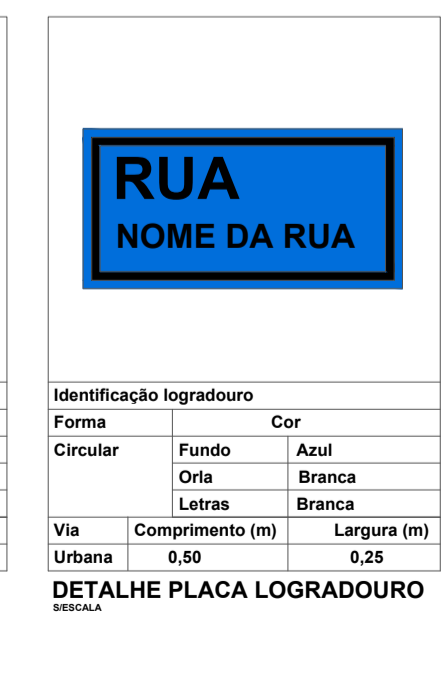 RUA
NOME DA RUA
Identificação logradouro
Forma Cor
Circular Fundo Azul
Orla Branca
Letras Branca
Via Comprimento (m) Largura (m)
Urbana 0,50 0,25
DETALHE PLACA LOGRADOURO
S/ESCALA